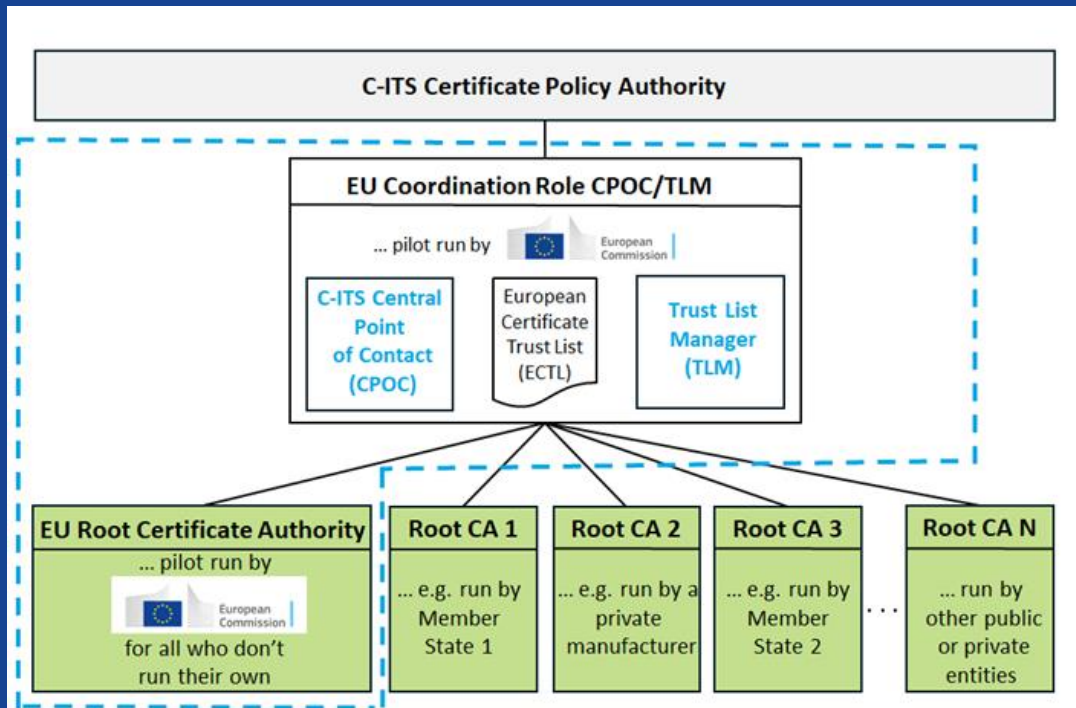 C-ITS Certificate Policy Authority
EU Coordination Role CPOC/TLM
... pilot run by
European
Commission
C-ITS Central
Point
of Contact
(CPOC)
European
Certificate
Trust List
(ECTL)
Trust List
Manager
(TLM)
EU Root Certificate Authority
... pilot run by
European
Commission
for all who don't
run their own
Root CA 1
... e.g. run by
Member
State 1
Root CA 2
... e.g. run by a
private
manufacturer
Root CA 3
... e.g. run by
Member
State 2
. . .
Root CA N
... run by
other public
or private
entities